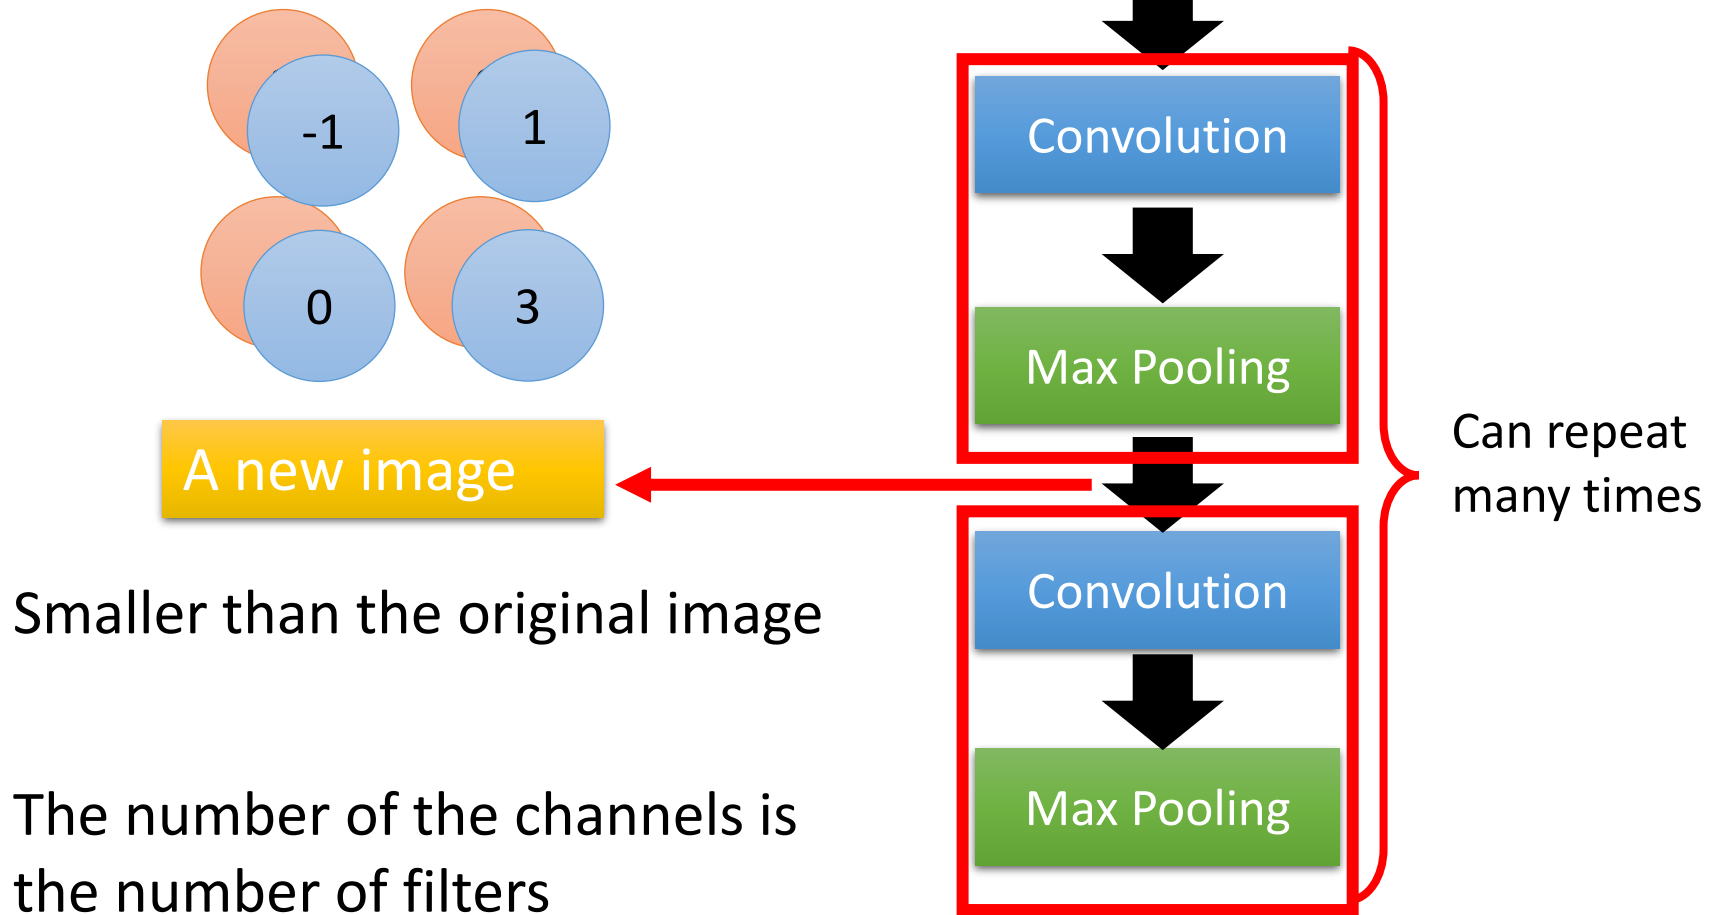 -1
1
0
3
A new image
Smaller than the original image
The number of the channels is
the number of filters
Convolution
Max Pooling
Convolution
Max Pooling
Can repeat
many times